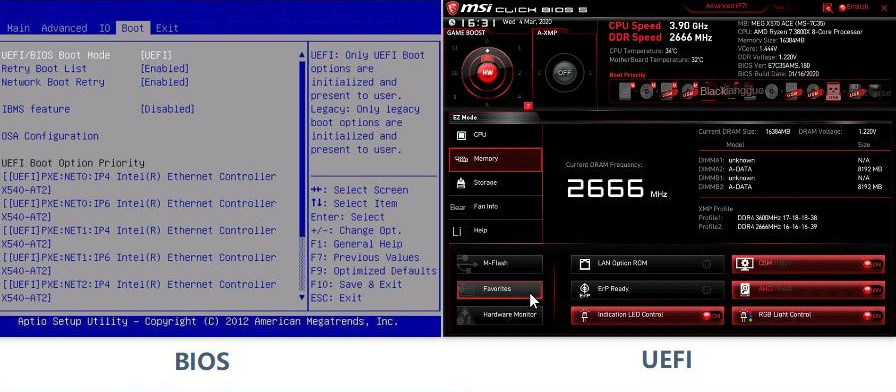 Main Advanced IO Boot Exit
UEFI/BIOS Boot Mode [UEFI]
Retry Boot List [Enabled]
Network Boot Retry [Enabled]
IBMS feature [Disabled]
OSA Configuration
UEFI Boot Option Priority
[[UEFI]PXE:NET0:IP4 Intel(R) Ethernet Controller
X540-AT2]
[[UEFI]PXE:NET0:IP6 Intel(R) Ethernet Controller
X540-AT2]
[[UEFI]PXE:NET1:IP4 Intel(R) Ethernet Controller
X540-AT2]
[[UEFI]PXE:NET1:IP6 Intel(R) Ethernet Controller
X540-AT2]
[[UEFI]PXE:NET2:IP4 Intel(R) Ethernet Controller
X540-AT2]
UEFI: Only UEFI Boot
options are
initialized and
present to user.
Legacy: Only legacy
boot options are
initialized and
present to user.
: Select Screen
: Select Item
Enter: Select
+/-: Change Opt.
F1: General Help
F7: Previous Values
F9: Optimized Defaults
F10: Save & Exit
ESC: Exit
Aptio Setup Utility - Copyright (C) 2012 American Megatrends, Inc.
BIOS
msi CLICK BIOS 5
Advanced (F7)
English
16:31 Wed 4 Mar, 2020
GAME BOOST
HW
A-XMP
OFF
CPU Speed 3.90 GHz
DDR Speed 2666 MHz
CPU Temperature: 34°C
MotherBoard Temperature: 32°C
MB: MEG X570 ACE (MS-7C35)
CPU: AMD Ryzen 7 3800X 8-Core Processor
Memory Size: 16384MB
VCore: 1.444V
DDR Voltage: 1.220V
BIOS Ver: E7C35AMS.180
BIOS Build Date: 01/16/2020
Boot Priority
EZ Mode
CPU
Memory
Storage
Bear Fan Info
Li Help
Current DRAM Frequency:
2666 MHz
Current DRAM Size: 16384MB DRAM Voltage: 1.220V
Model Size
DIMMA1: unknown N/A
DIMMA2: A-DATA 8192 MB
DIMMB1: unknown N/A
DIMMB2: A-DATA 8192 MB
XMP Profile
Profile1: DDR4 3600MHz 17-18-18-38
Profile2: DDR4 2666MHz 16-16-16-39
M-Flash
Favorites
Hardware Monitor
LAN Option ROM
ErP Ready
Indication LED Control ON
CSM/UEFI ON
AHCI/RAID ON
RGB Light Control ON
UEFI